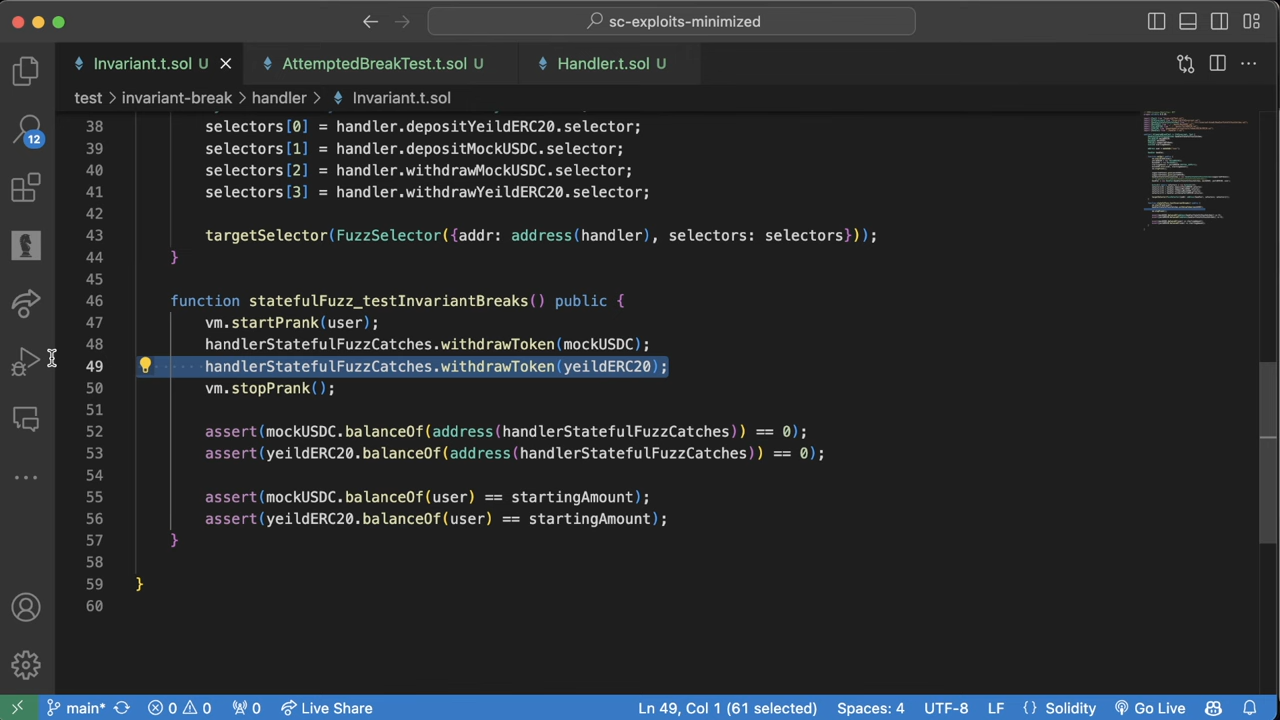 sc-exploits-minimized
Invariant.t.sol U
AttemptedBreakTest.t.sol U
Handler.t.sol U
test > invariant-break > handler > Invariant.t.sol
12
38 selectors[0] = handler.depositYeildERC20.selector;
39 selectors[1] = handler.depositMockUSDC.selector;
40 selectors[2] = handler.withdrawMockUSDC.selector;
41 selectors[3] = handler.withdrawYeildERC20.selector;
42
43 targetSelector(FuzzSelector({addr: address(handler), selectors: selectors}));
44 }
45
46 function statefulFuzz_testInvariantBreaks() public {
47 vm.startPrank(user);
48 handlerStatefulFuzzCatches.withdrawToken(mockUSDC);
49 handlerStatefulFuzzCatches.withdrawToken(yeildERC20);
50 vm.stopPrank();
51
52 assert(mockUSDC.balanceOf(address(handlerStatefulFuzzCatches)) == 0);
53 assert(yeildERC20.balanceOf(address(handlerStatefulFuzzCatches)) == 0);
54
55 assert(mockUSDC.balanceOf(user) == startingAmount);
56 assert(yeildERC20.balanceOf(user) == startingAmount);
57 }
58
59 }
60
main* 0 0 0 Live Share Ln 49, Col 1 (61 selected) Spaces: 4 UTF-8 LF {} Solidity Go Live